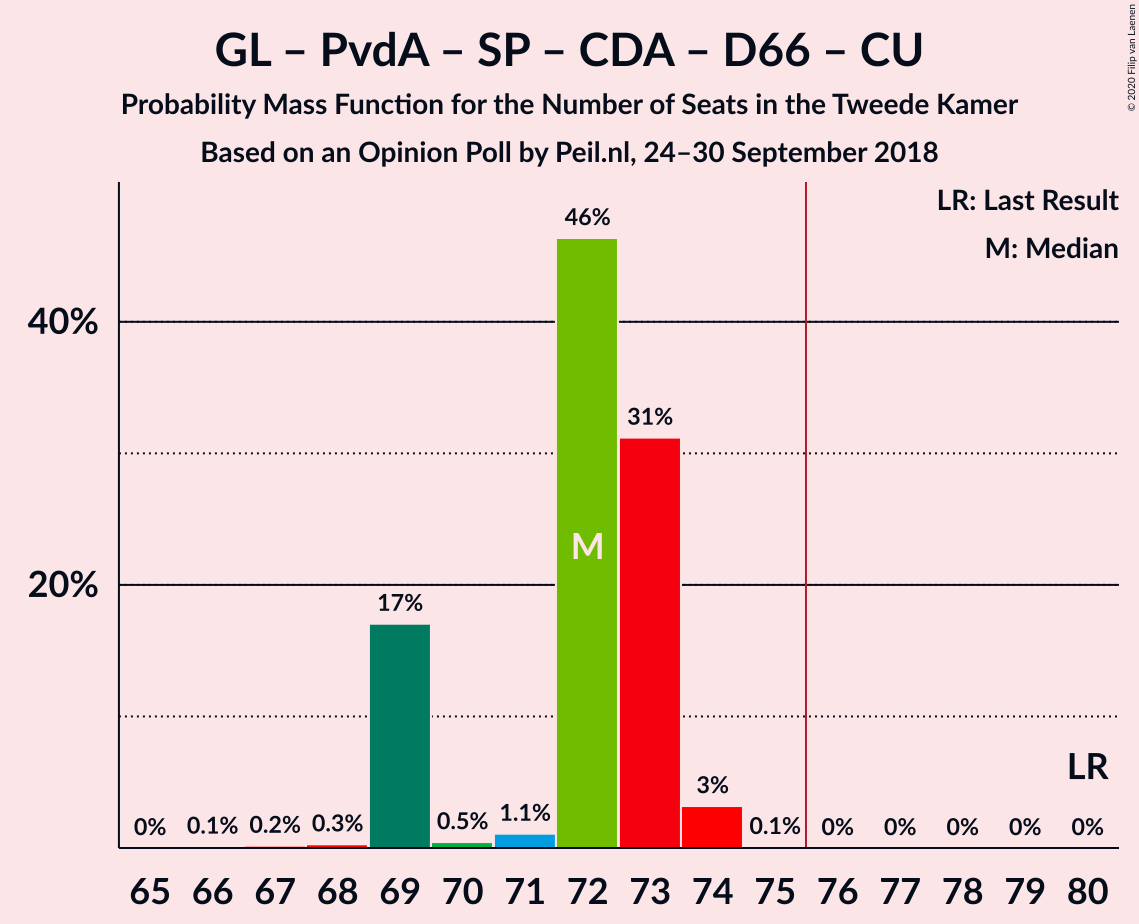 GL – PvdA – SP – CDA – D66 – CU
Probability Mass Function for the Number of Seats in the Tweede Kamer
Based on an Opinion Poll by Peil.nl, 24–30 September 2018
© 2020 Filip van Laenen
LR: Last Result
M: Median
40%
20%
0%
0.1%
0.2%
0.3%
17%
0.5%
1.1%
46%
31%
3%
0.1%
0%
0%
0%
0%
0%
M
LR
65 66 67 68 69 70 71 72 73 74 75 76 77 78 79 80